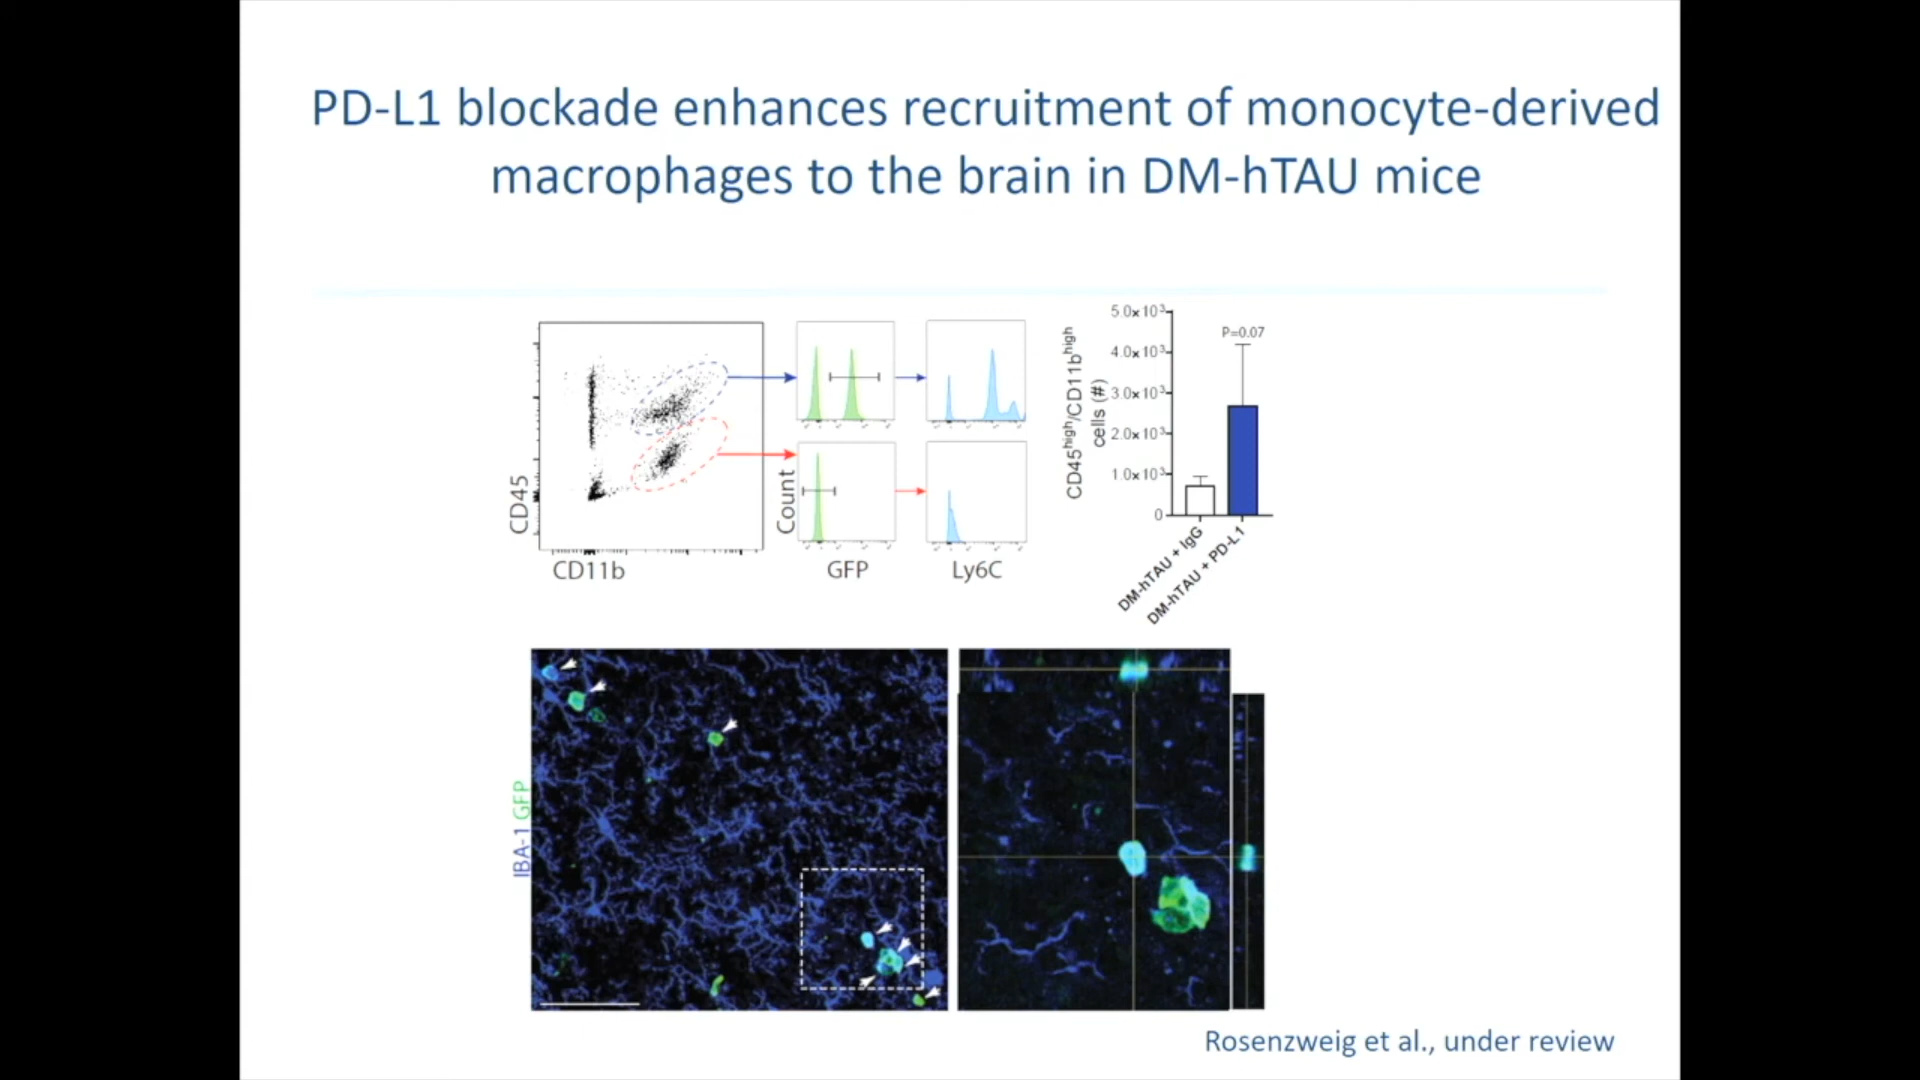 PD-L1 blockade enhances recruitment of monocyte-derived
macrophages to the brain in DM-hTAU mice
CD45
CD11b
Count
GFP
Ly6C
CD45high/CD11bhigh
cells (#)
5.0x10³
4.0x10³
3.0x10³
2.0x10³
1.0x10³
0
P=0.07
DM-hTAU + IgG
DM-hTAU + PD-L1
IBA-1 GFP
Rosenzweig et al., under review